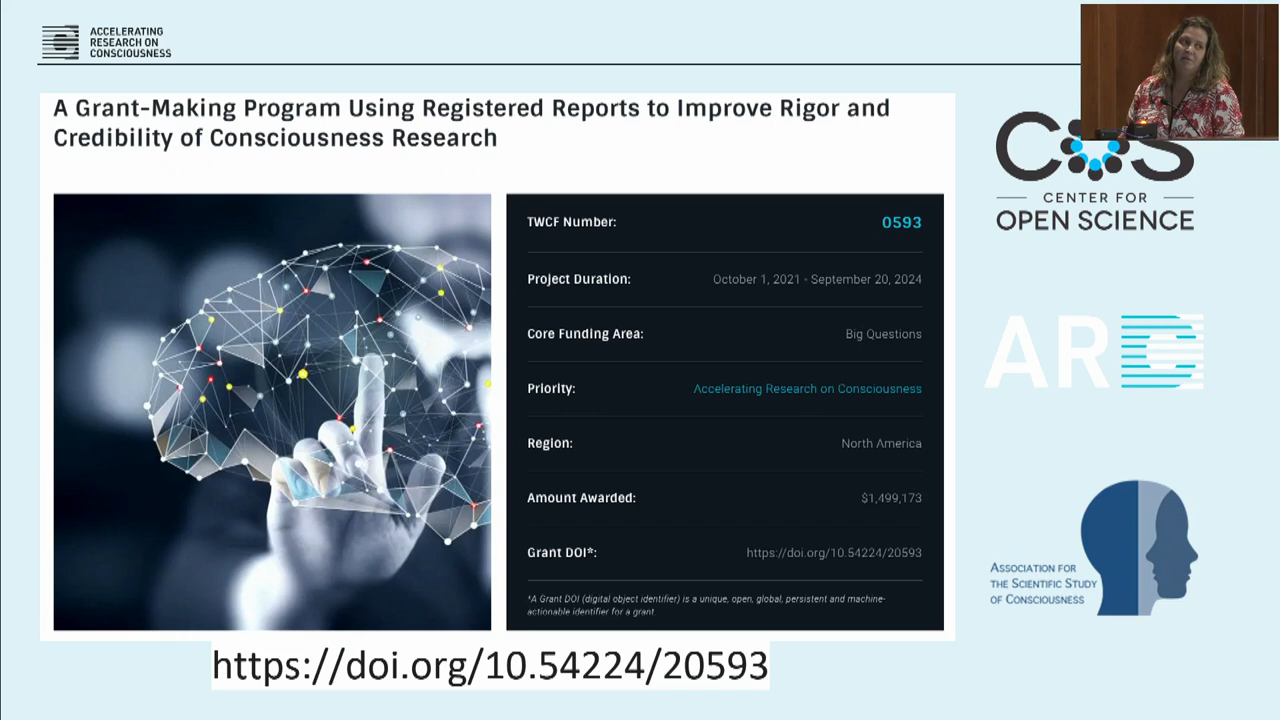 ACCELERATING
RESEARCH ON
CONSCIOUSNESS
A Grant-Making Program Using Registered Reports to Improve Rigor and
Credibility of Consciousness Research
TWCF Number: 0593
Project Duration: October 1, 2021 - September 20, 2024
Core Funding Area: Big Questions
Priority: Accelerating Research on Consciousness
Region: North America
Amount Awarded: $1,499,173
Grant DOI*: https://doi.org/10.54224/20593
*A Grant DOI (digital object identifier) is a unique, open, global, persistent and machine-
actionable identifier for a grant.
https://doi.org/10.54224/20593
COS
CENTER FOR
OPEN SCIENCE
ARC
ASSOCIATION FOR
THE SCIENTIFIC STUDY
OF CONSCIOUSNESS